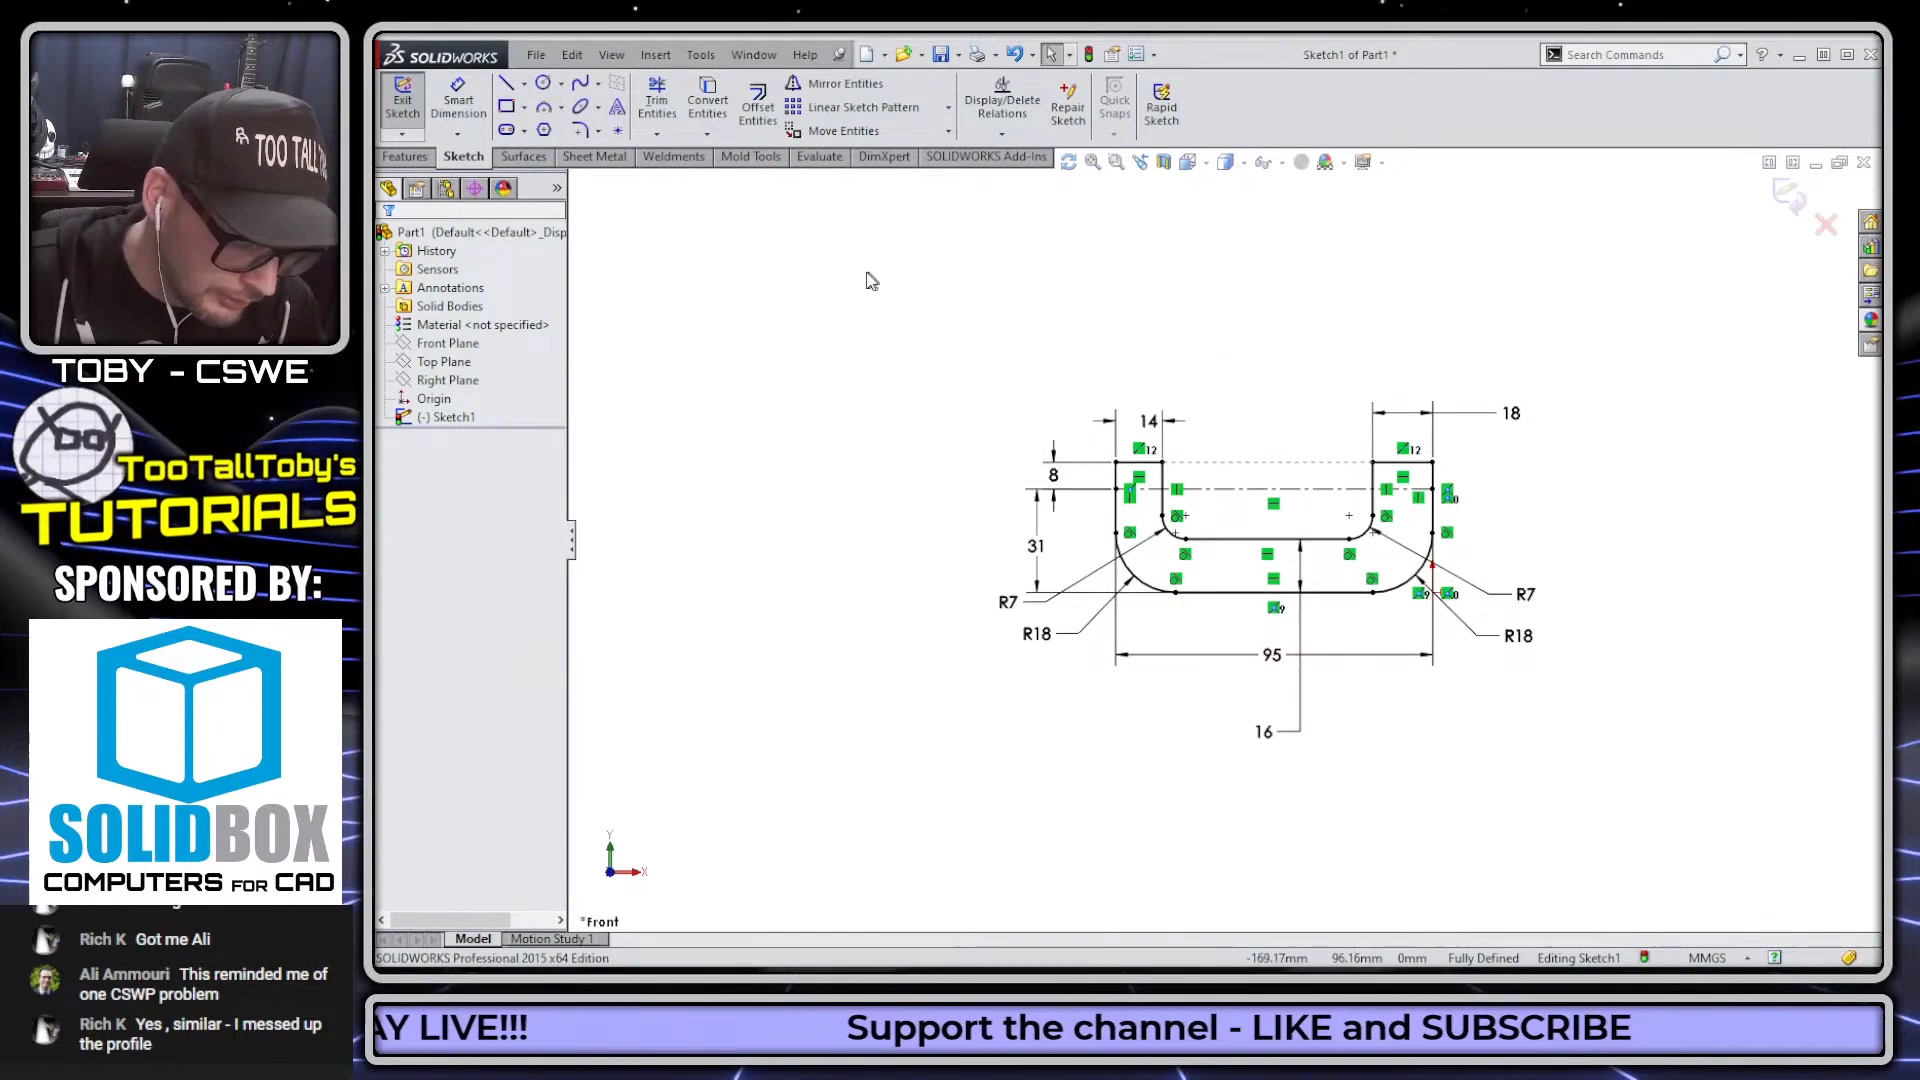 TOO TALL
TOBY - CSWE
TooTallToby's
TUTORIALS
SPONSORED BY:
SOLIDBOX
COMPUTERS FOR CAD
Rich K Got me Ali
Ali Ammouri This reminded me of
one CSWP problem
Rich K Yes , similar - I messed up
the profile
SOLIDWORKS
File Edit View Insert Tools Window Help
Sketch1 of Part1 *
Search Commands
Exit
Sketch
Smart
Dimension
Trim
Entities
Convert
Entities
Offset
Entities
Mirror Entities
Linear Sketch Pattern
Move Entities
Display/Delete
Relations
Repair
Sketch
Quick
Snaps
Rapid
Sketch
Features Sketch Surfaces Sheet Metal Weldments Mold Tools Evaluate DimXpert SOLIDWORKS Add-Ins
Part1 (Default<<Default>_Disp
History
Sensors
Annotations
Solid Bodies
Material <not specified>
Front Plane
Top Plane
Right Plane
Origin
(-) Sketch1
18
14
12
12
8
31
R7
R7
R18
R18
95
16
Y
X
*Front
Model Motion Study 1
SOLIDWORKS Professional 2015 x64 Edition
-169.17mm 96.16mm 0mm Fully Defined Editing Sketch1 MMGS
AY LIVE!!! Support the channel - LIKE and SUBSCRIBE